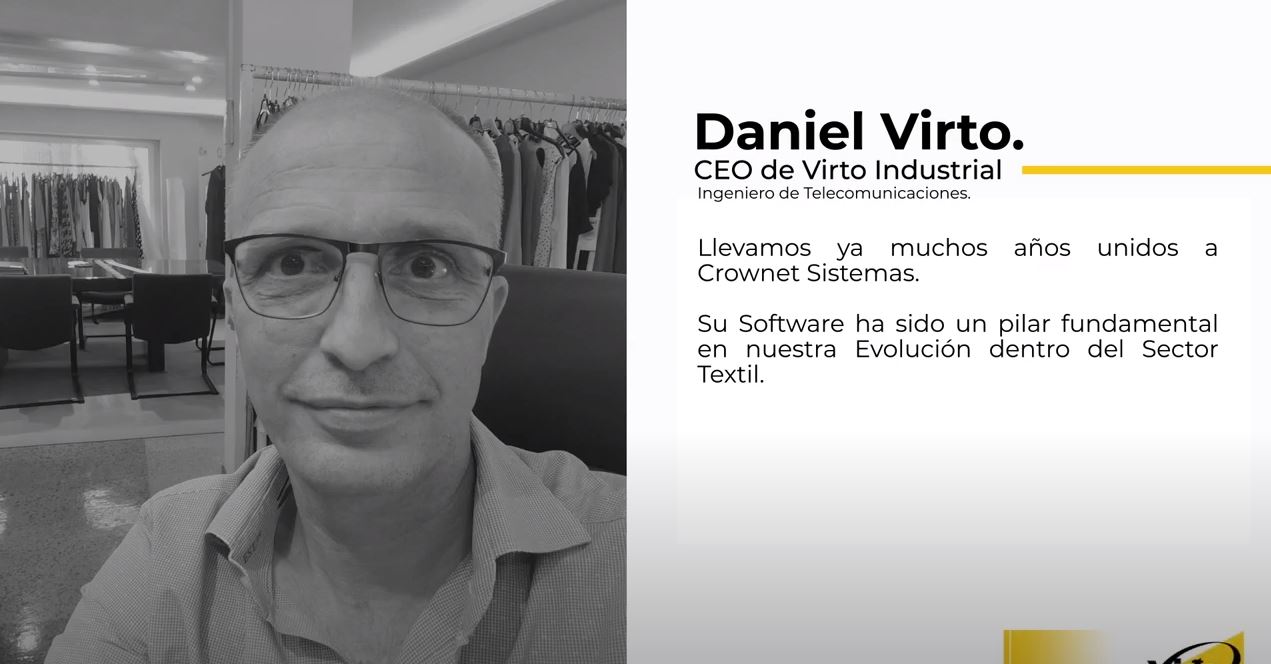 Daniel Virto.
CEO de Virto Industrial
Ingeniero de Telecomunicaciones.
Llevamos ya muchos años unidos a
Crownet Sistemas.
Su Software ha sido un pilar fundamental
en nuestra Evolución dentro del Sector
Textil.